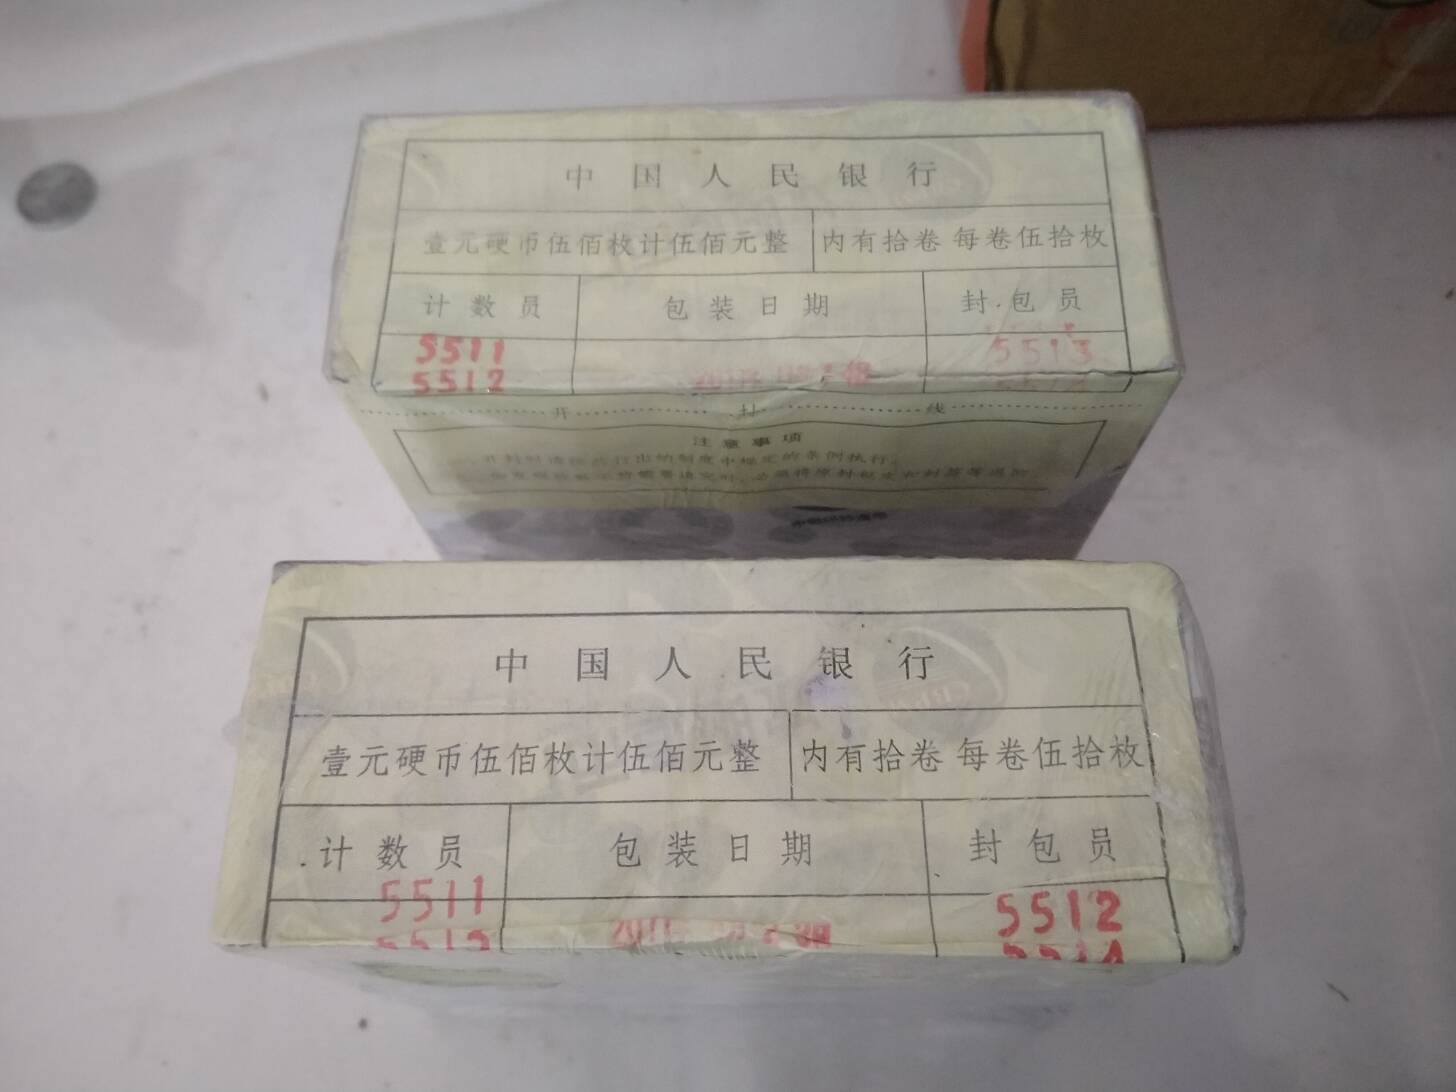 中国人民银行
壹元硬币伍佰枚计伍佰元整 内有拾卷 每卷伍拾枚
计数员 包装日期 封包员
5511 5513
5512
开 封 线
注意事项
中国人民银行
壹元硬币伍佰枚计伍佰元整 内有拾卷 每卷伍拾枚
计数员 包装日期 封包员
5511 5512